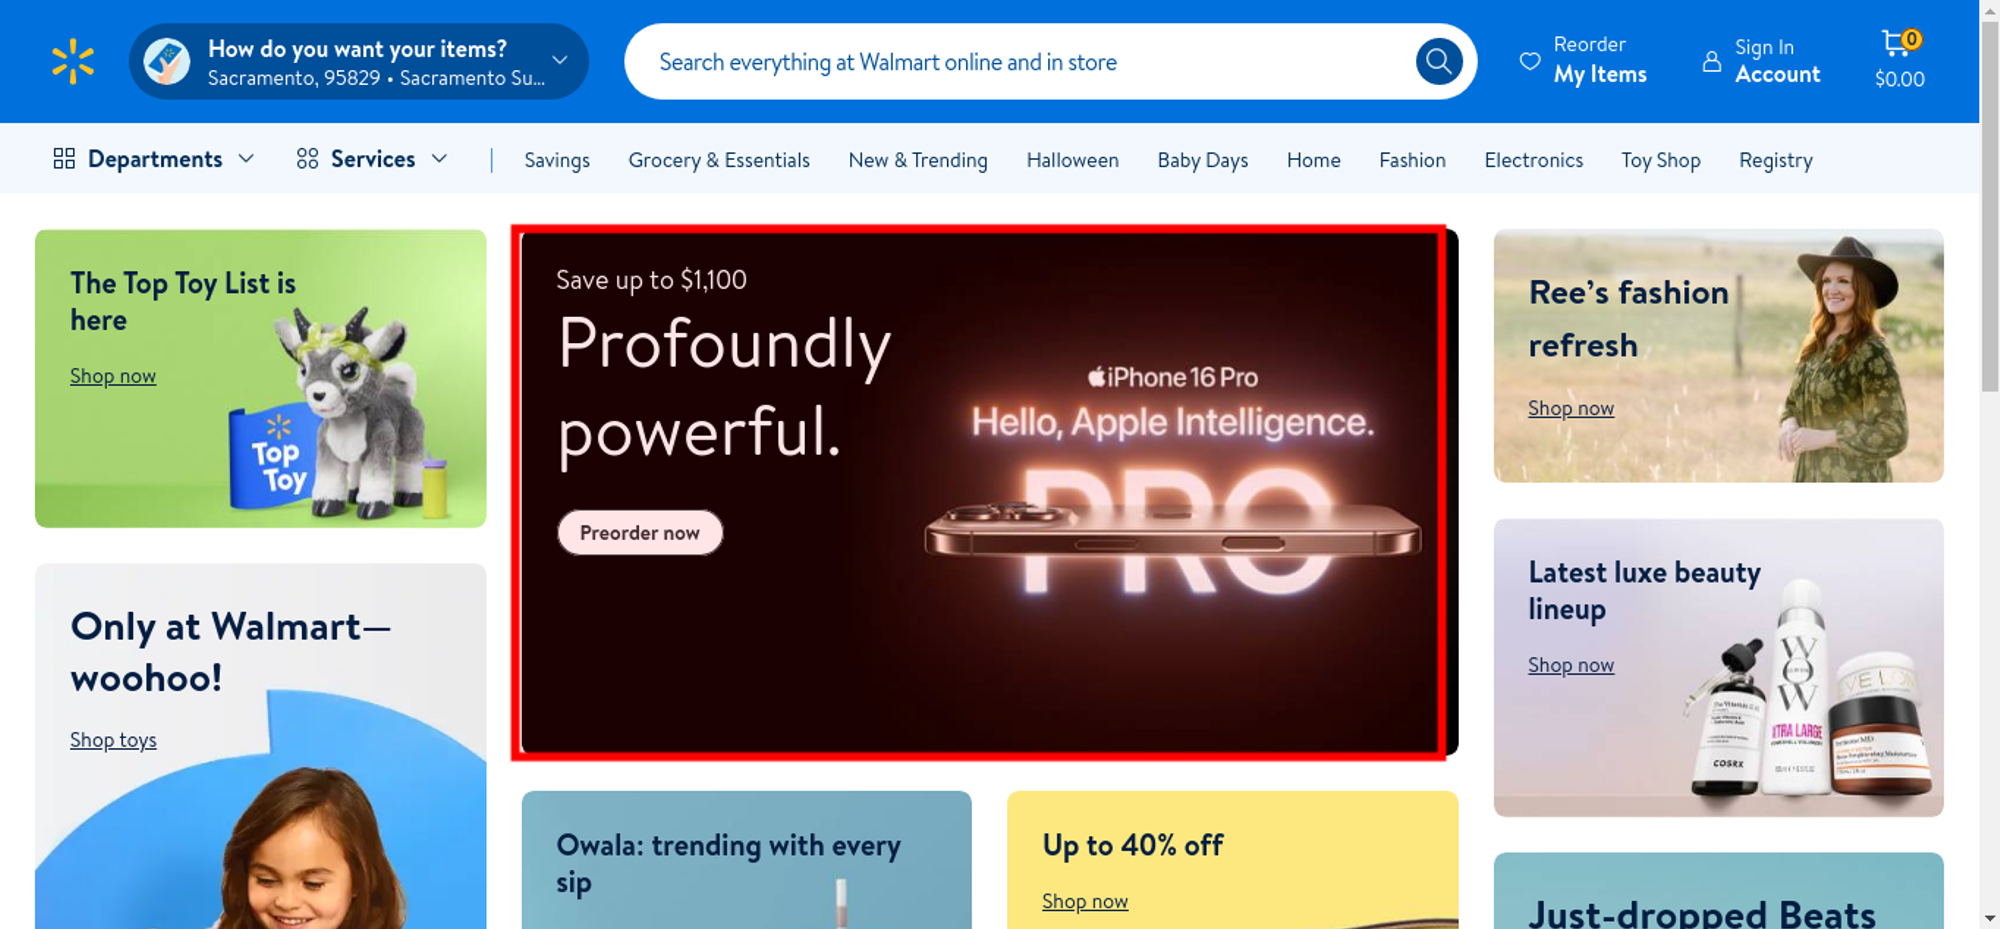 How do you want your items?
Sacramento, 95829 • Sacramento Su...
Search everything at Walmart online and in store
Reorder
My Items
Sign In
Account
0
$0.00
Departments
Services
Savings
Grocery & Essentials
New & Trending
Halloween
Baby Days
Home
Fashion
Electronics
Toy Shop
Registry
The Top Toy List is
here
Shop now
Top
Toy
Only at Walmart—
woohoo!
Shop toys
Save up to $1,100
Profoundly
powerful.
Preorder now
iPhone 16 Pro
Hello, Apple Intelligence.
PRO
Owala: trending with every
sip
Up to 40% off
Shop now
Ree's fashion
refresh
Shop now
Latest luxe beauty
lineup
Shop now
COSRX
WOW
XTRA LARGE
Just-dropped Beats